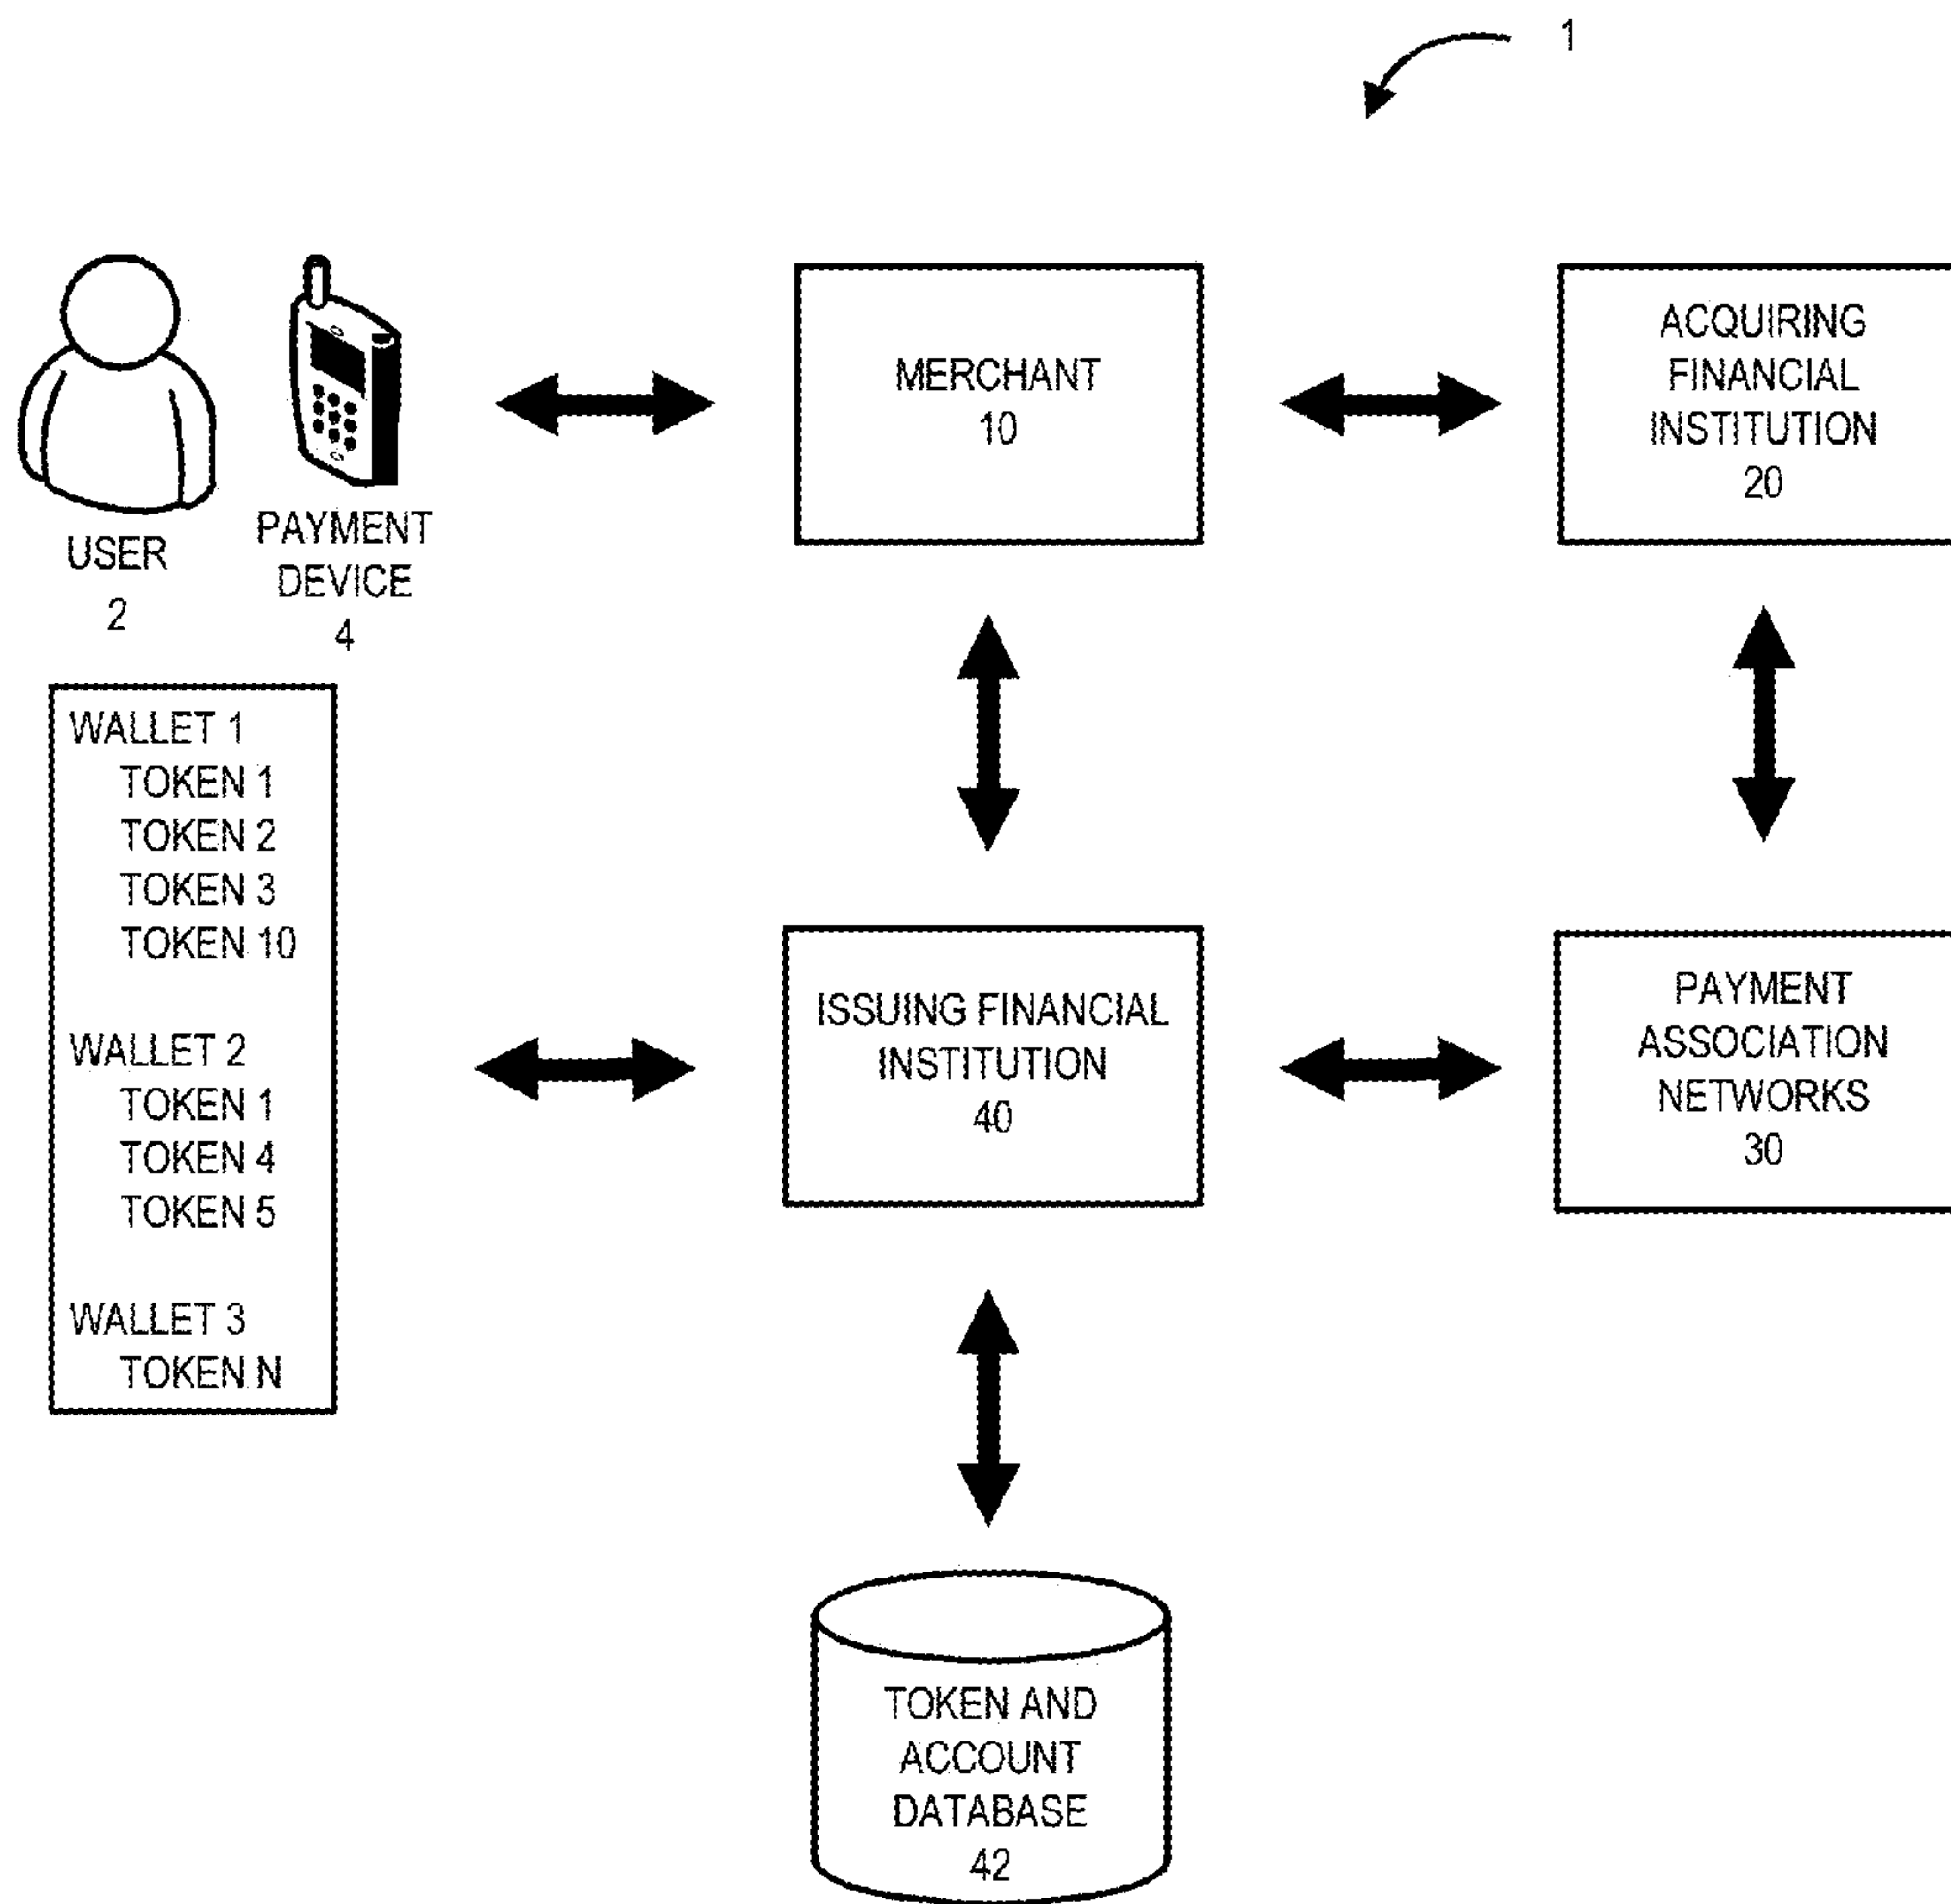 1
USER
2
PAYMENT
DEVICE
4
MERCHANT
10
ACQUIRING
FINANCIAL
INSTITUTION
20
WALLET 1
TOKEN 1
TOKEN 2
TOKEN 3
TOKEN 10
WALLET 2
TOKEN 1
TOKEN 4
TOKEN 5
WALLET 3
TOKEN N
ISSUING FINANCIAL
INSTITUTION
40
PAYMENT
ASSOCIATION
NETWORKS
30
TOKEN AND
ACCOUNT
DATABASE
42